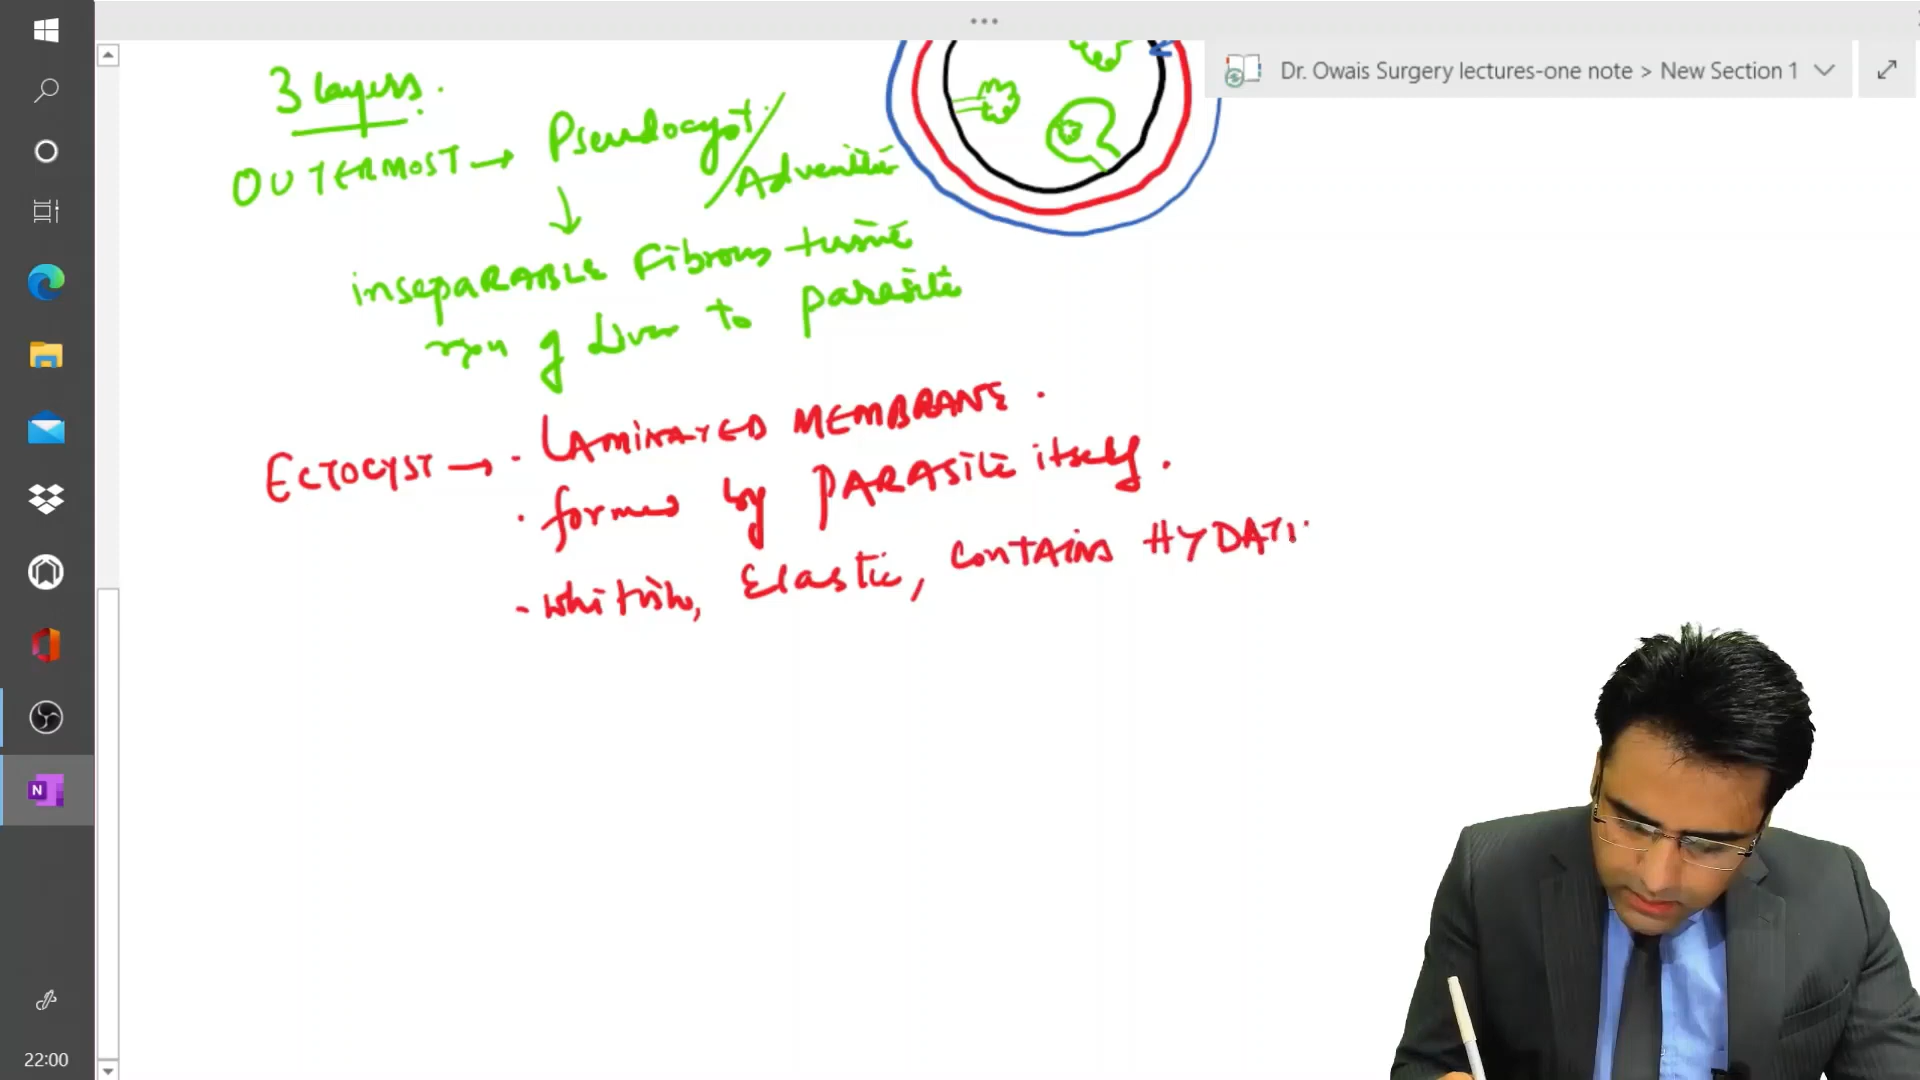 Dr. Owais Surgery lectures-one note > New Section 1
3 layers.
OUTERMOST → Pseudocyst /
Adventitia
↓
inseparABLE Fibrous tissue
rxn of Liver to parasite
ECTOCYST → · LAMINATED MEMBRANE.
· formed by PARASITE itself.
- whitish, Elastic, contAins HYDATI
N
22:00